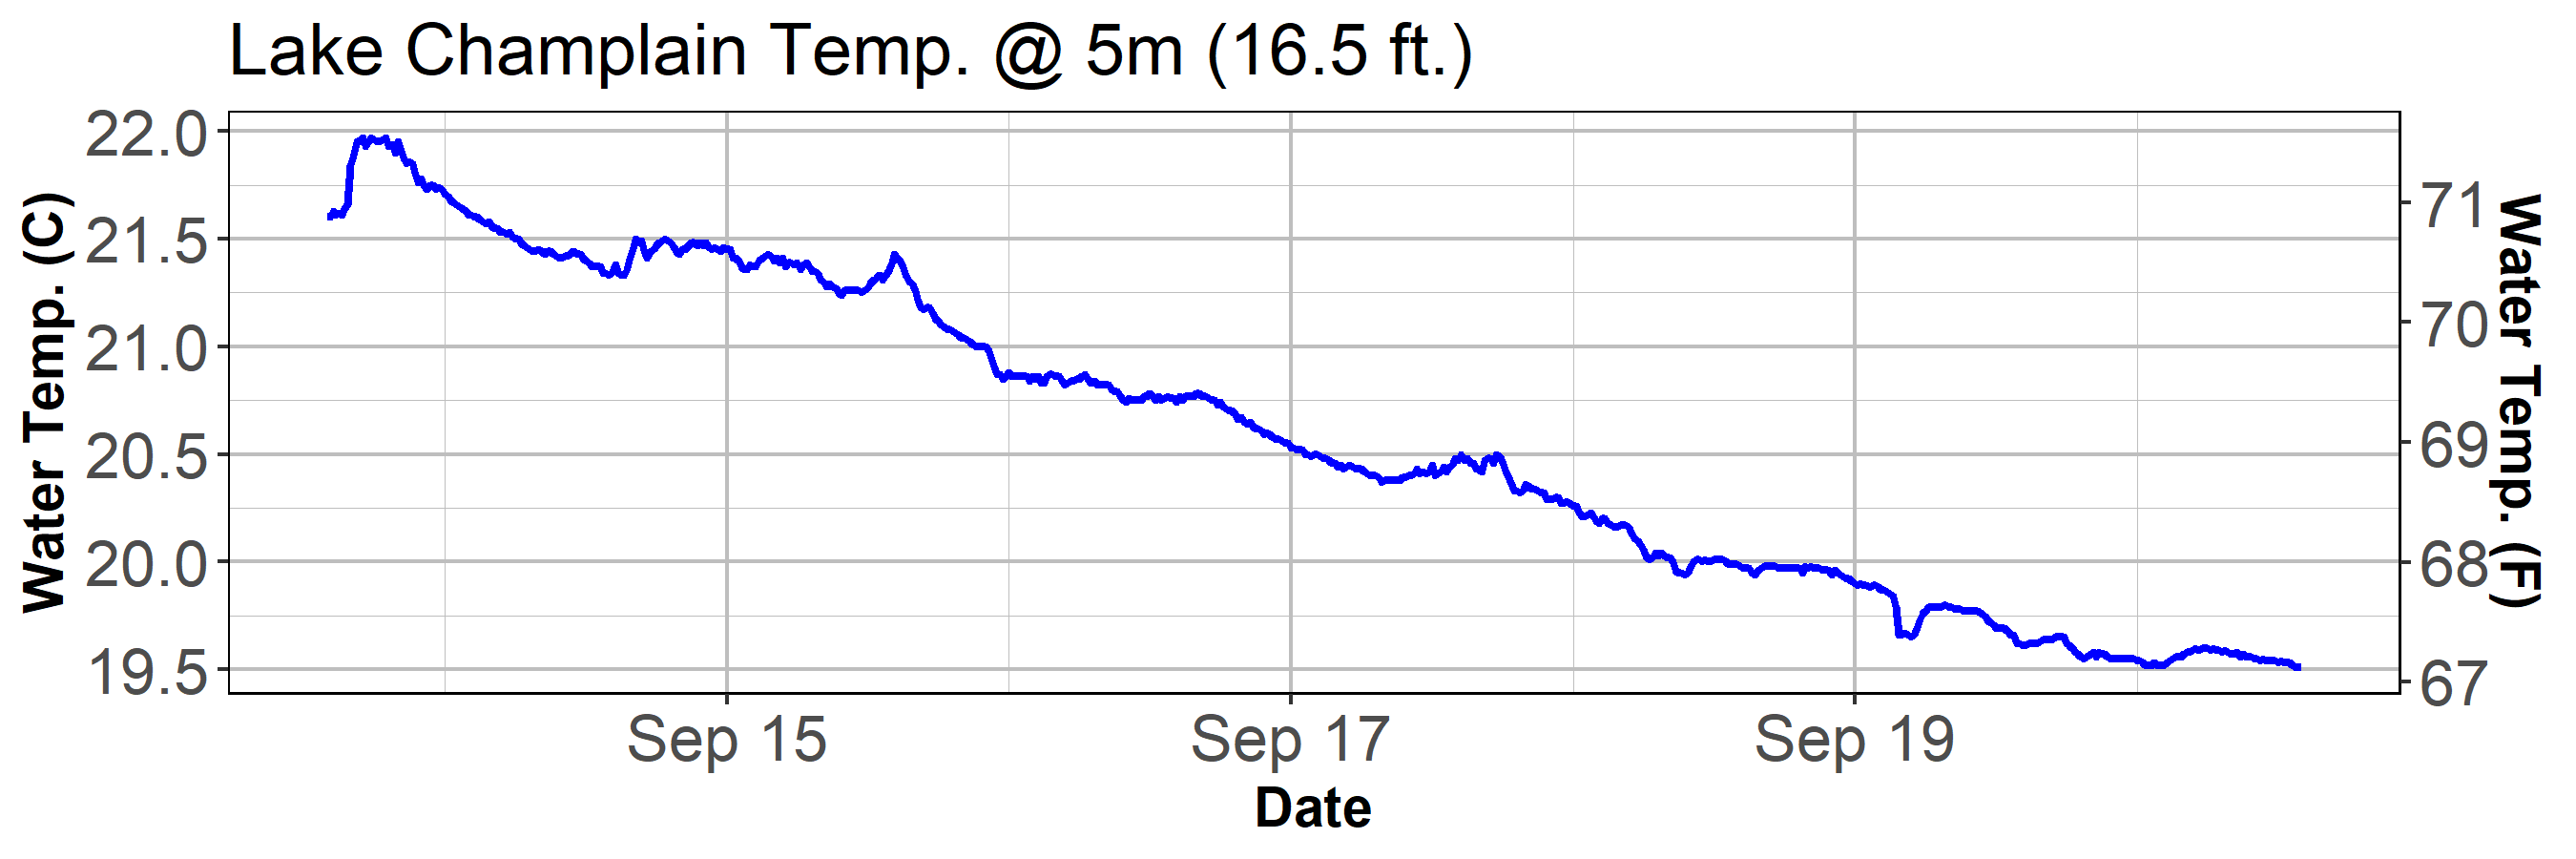 Lake Champlain Temp. @ 5m (16.5 ft.)
Water Temp. (C)
22.0
21.5
21.0
20.5
20.0
19.5
71
70
69
68
67
Water Temp. (F)
Sep 15 Sep 17 Sep 19
Date